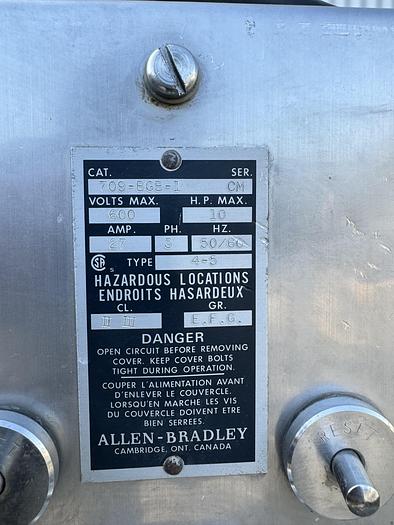 CAT. SER.
709-BGB-1 CM
VOLTS MAX. H.P. MAX.
600 10
AMP. PH. HZ.
27 3 50/60
SA S TYPE 4-5
HAZARDOUS LOCATIONS
ENDROITS HASARDEUX
CL. GR.
II III E.F.G.
DANGER
OPEN CIRCUIT BEFORE REMOVING
COVER. KEEP COVER BOLTS
TIGHT DURING OPERATION.
COUPER L'ALIMENTATION AVANT
D'ENLEVER LE COUVERCLE.
LORSQU'EN MARCHE LES VIS
DU COUVERCLE DOIVENT ETRE
BIEN SERREES.
ALLEN-BRADLEY
CAMBRIDGE, ONT. CANADA
RESET